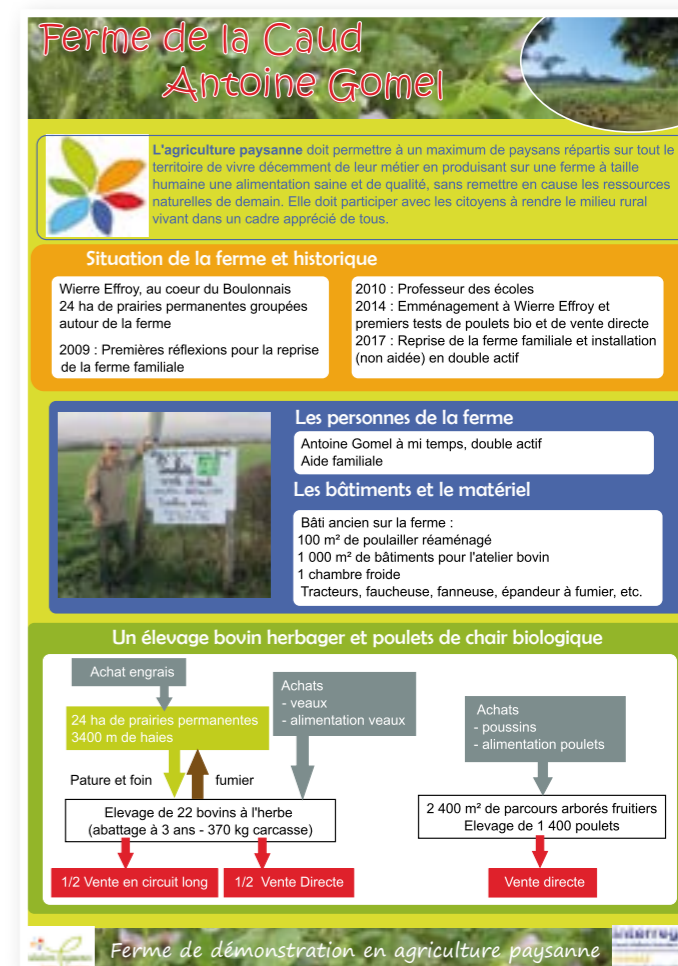 Ferme de la Caud
Antoine Gomel
L'agriculture paysanne doit permettre à un maximum de paysans répartis sur tout le
territoire de vivre décemment de leur métier en produisant sur une ferme à taille
humaine une alimentation saine et de qualité, sans remettre en cause les ressources
naturelles de demain. Elle doit participer avec les citoyens à rendre le milieu rural
vivant dans un cadre apprécié de tous.
Situation de la ferme et historique
Wierre Effroy, au coeur du Boulonnais
24 ha de prairies permanentes groupées
autour de la ferme
2009 : Premières réflexions pour la reprise
de la ferme familiale
2010 : Professeur des écoles
2014 : Emménagement à Wierre Effroy et
premiers tests de poulets bio et de vente directe
2017 : Reprise de la ferme familiale et installation
(non aidée) en double actif
Les personnes de la ferme
Antoine Gomel à mi temps, double actif
Aide familiale
Les bâtiments et le matériel
Bâti ancien sur la ferme :
100 m² de poulailler réaménagé
1 000 m² de bâtiments pour l'atelier bovin
1 chambre froide
Tracteurs, faucheuse, fanneuse, épandeur à fumier, etc.
Un élevage bovin herbager et poulets de chair biologique
Achat engrais
24 ha de prairies permanentes
3400 m de haies
Achats
- veaux
- alimentation veaux
Achats
- poussins
- alimentation poulets
Pature et foin
fumier
Elevage de 22 bovins à l'herbe
(abattage à 3 ans - 370 kg carcasse)
2 400 m² de parcours arborés fruitiers
Elevage de 1 400 poulets
1/2 Vente en circuit long
1/2 Vente Directe
Vente directe
Ferme de démonstration en agriculture paysanne